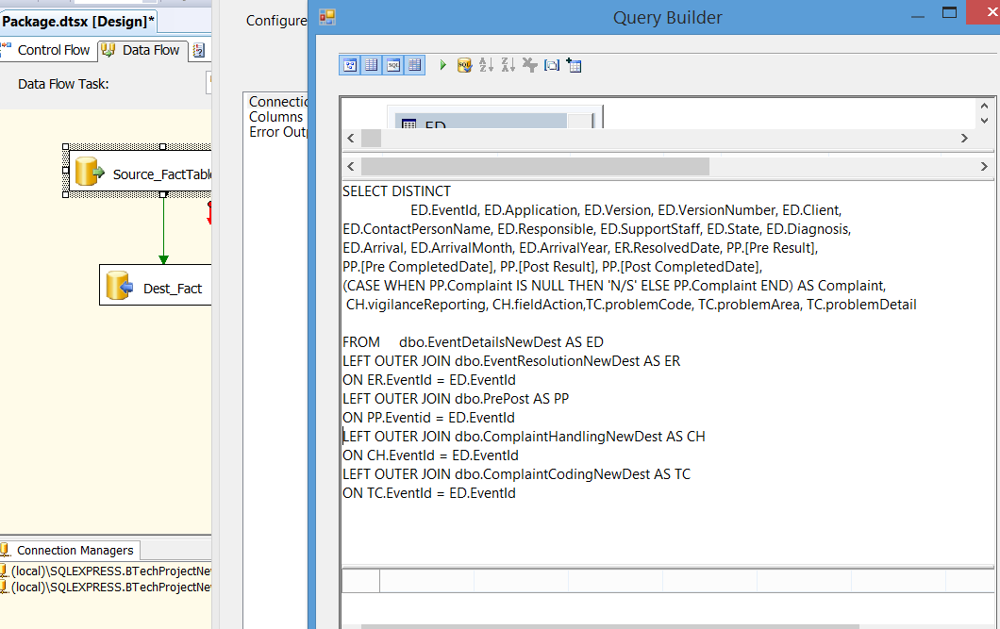 Package.dtsx [Design]*
Configure
Query Builder
Control Flow
Data Flow
Data Flow Task:
Connectio
Columns
Error Outp
ED
Source_FactTable
Dest_Fact
SELECT DISTINCT
ED.EventId, ED.Application, ED.Version, ED.VersionNumber, ED.Client,
ED.ContactPersonName, ED.Responsible, ED.SupportStaff, ED.State, ED.Diagnosis,
ED.Arrival, ED.ArrivalMonth, ED.ArrivalYear, ER.ResolvedDate, PP.[Pre Result],
PP.[Pre CompletedDate], PP.[Post Result], PP.[Post CompletedDate],
(CASE WHEN PP.Complaint IS NULL THEN 'N/S' ELSE PP.Complaint END) AS Complaint,
CH.vigilanceReporting, CH.fieldAction,TC.problemCode, TC.problemArea, TC.problemDetail
FROM dbo.EventDetailsNewDest AS ED
LEFT OUTER JOIN dbo.EventResolutionNewDest AS ER
ON ER.EventId = ED.EventId
LEFT OUTER JOIN dbo.PrePost AS PP
ON PP.Eventid = ED.EventId
LEFT OUTER JOIN dbo.ComplaintHandlingNewDest AS CH
ON CH.EventId = ED.EventId
LEFT OUTER JOIN dbo.ComplaintCodingNewDest AS TC
ON TC.EventId = ED.EventId
Connection Managers
(local)\SQLEXPRESS.BTechProjectNe
(local)\SQLEXPRESS.BTechProjectNe